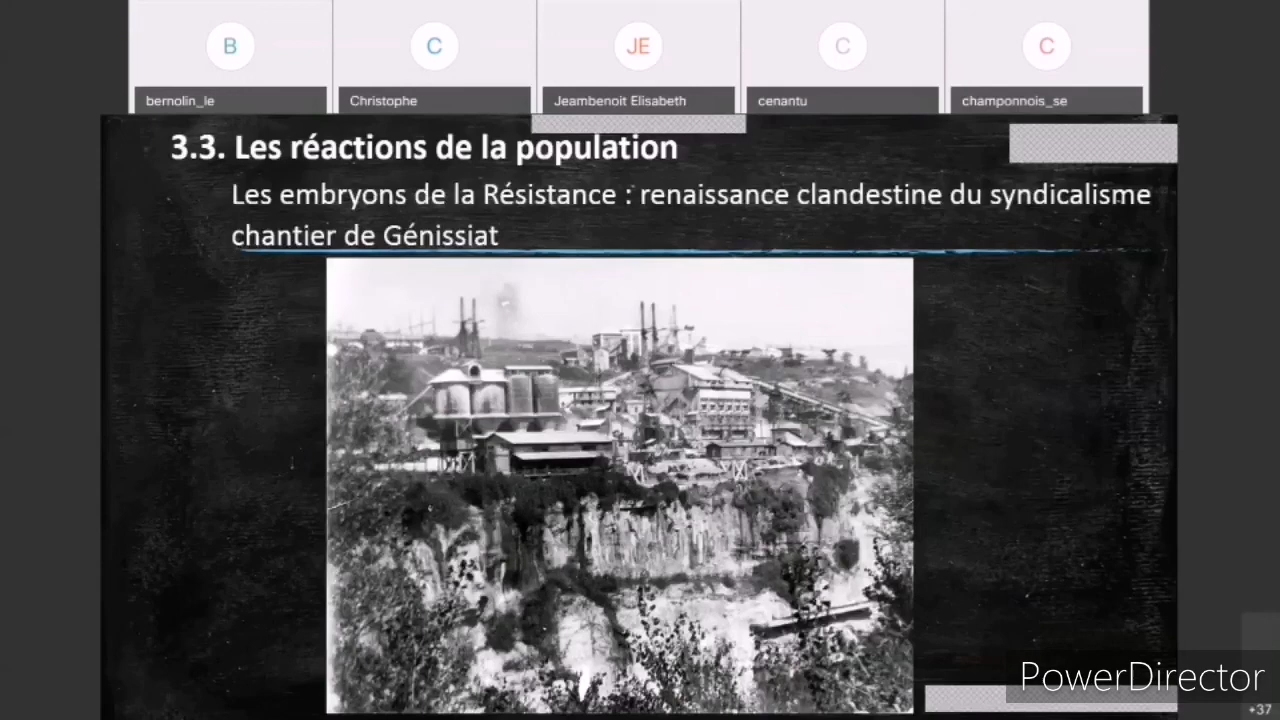 B
C
JE
C
C
bernolin_le
Christophe
Jeambenoit Elisabeth
cenantu
champonnois_se
3.3. Les réactions de la population
Les embryons de la Résistance : renaissance clandestine du syndicalisme
chantier de Génissiat
PowerDirector
+37